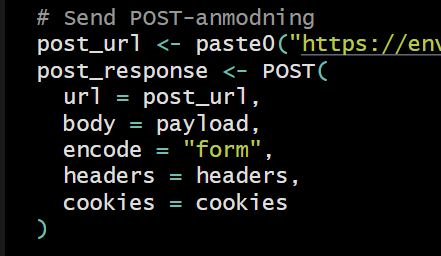 # Send POST-anmodning
post_url <- paste0("https://env
post_response <- POST(
url = post_url,
body = payload,
encode = "form",
headers = headers,
cookies = cookies
)